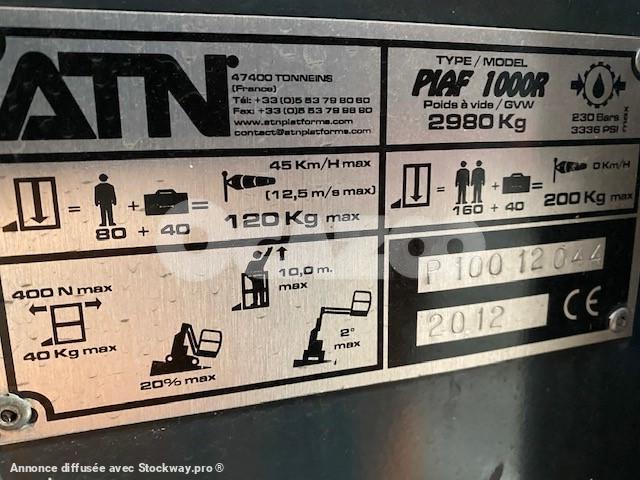 ATN
47400 TONNEINS
(France)
Tél: +33 (0)5 53 79 80 60
Fax: +33 (0)5 53 79 98 90
www.atnplatforms.com
contact@atnplatforms.com
TYPE / MODEL
PIAF 1000R
Poids à vide / GVW
2980 Kg
230 Bars
3336 PSI
max
45 Km/H max
(12,5 m/s max)
= + =
80 + 40
120 Kg max
0 Km/H
= + =
160 + 40
200 Kg max
400 N max
40 Kg max
10,0 m.
max
20% max
2°
max
P 100 12 044
2012
CE
Annonce diffusée avec Stockway.pro ®